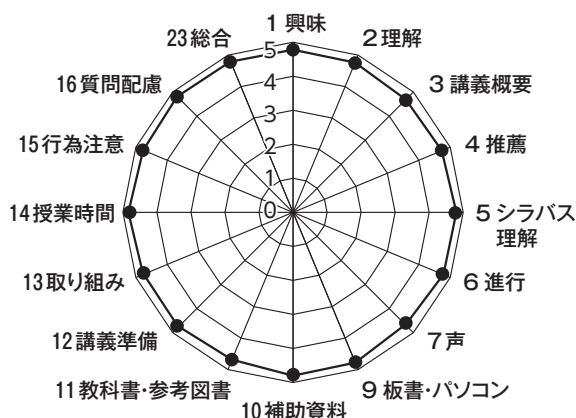 1 興味
2 理解
3 講義概要
4 推薦
5 シラバス
理解
6 進行
7 声
9 板書・パソコン
10 補助資料
11 教科書・参考図書
12 講義準備
13 取り組み
14 授業時間
15 行為注意
16 質問配慮
23 総合
5
4
3
2
1
0